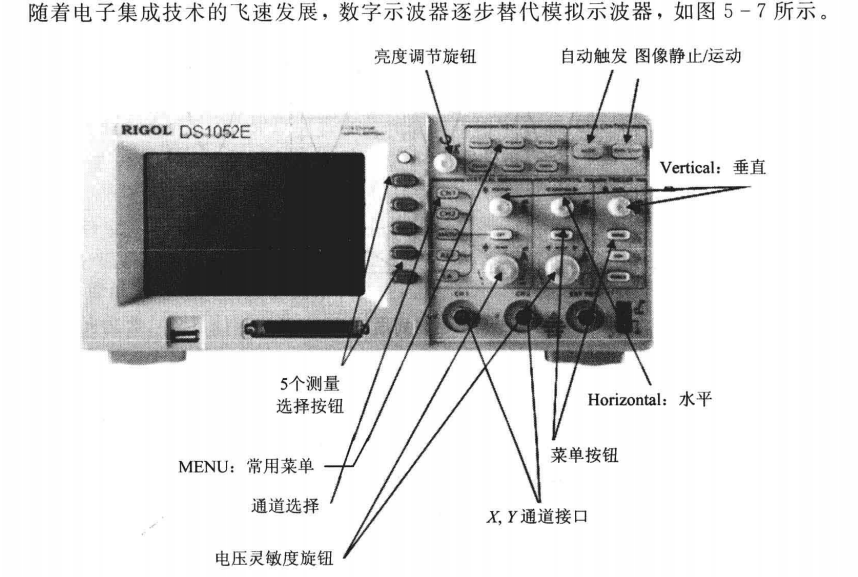 随着电子集成技术的飞速发展，数字示波器逐步替代模拟示波器，如图 5-7 所示。
亮度调节旋钮
自动触发 图像静止/运动
RIGOL DS1052E
Vertical：垂直
CH1
CH2
5个测量
选择按钮
Horizontal：水平
MENU：常用菜单
菜单按钮
通道选择
X, Y 通道接口
电压灵敏度旋钮